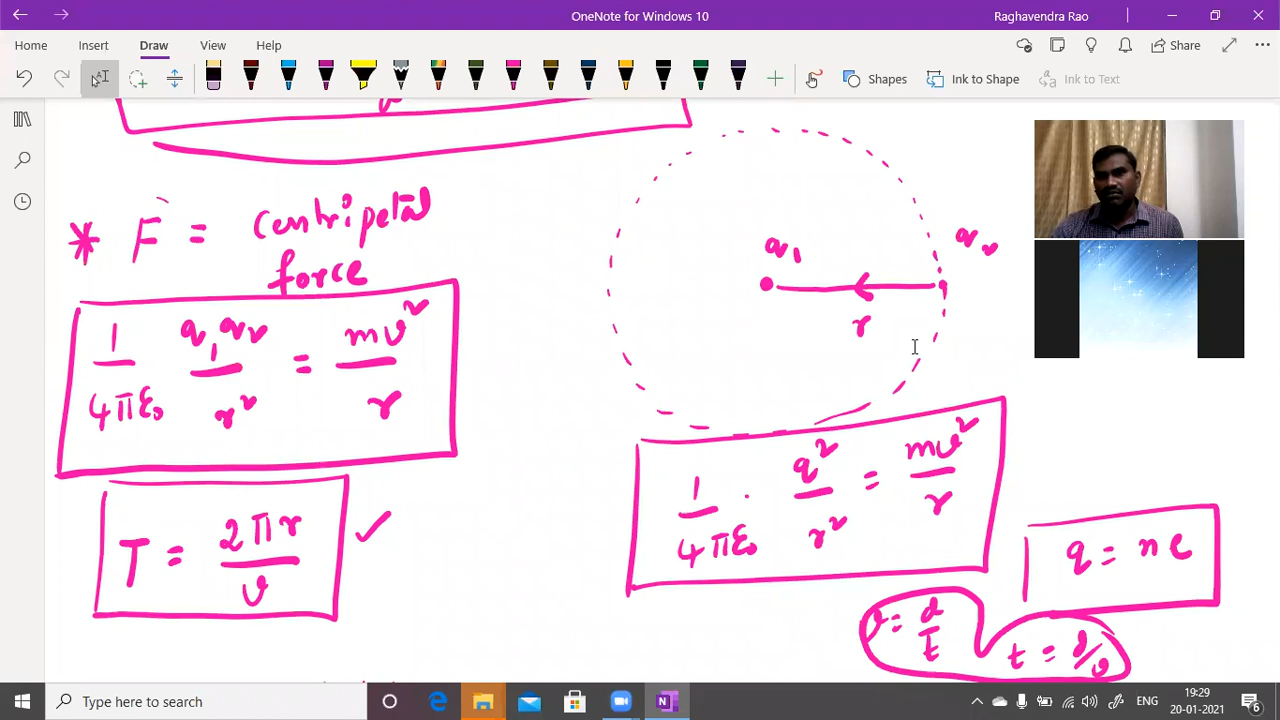 OneNote for Windows 10
Raghavendra Rao
Home Insert Draw View Help
Share
Shapes
Ink to Shape
Ink to Text
* F = centripetal force
1/4πε₀ q₁q₂/r² = mv²/r
T = 2πr/v ✓
q₁
q₂
r
1/4πε₀ · q²/r² = mv²/r
q = ne
v = d/t
t = d/v
Type here to search
ENG
19:29
20-01-2021
6